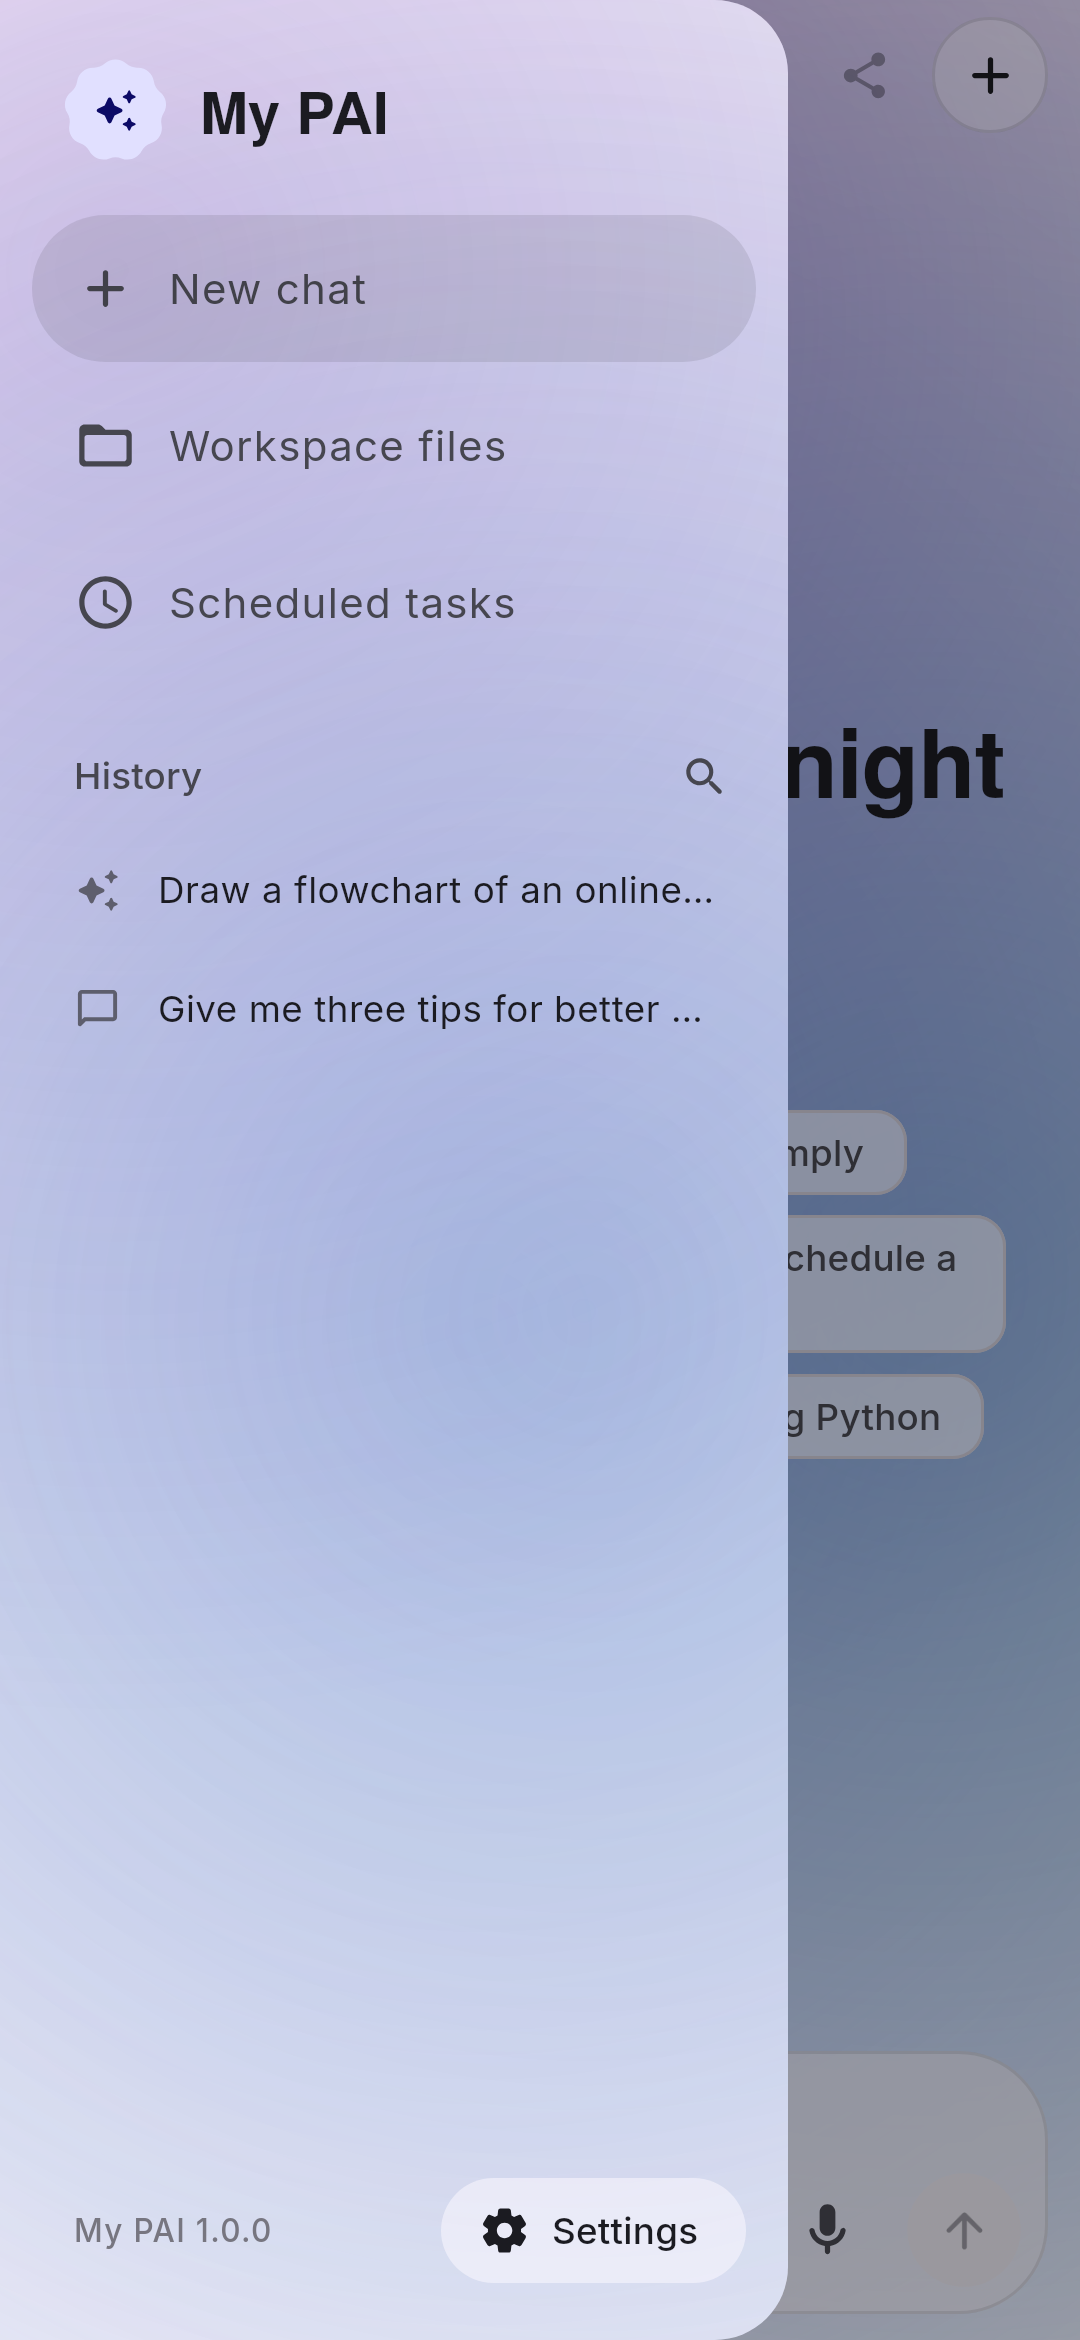 My PAI
New chat
Workspace files
Scheduled tasks
History
night
Draw a flowchart of an online...
Give me three tips for better ...
mply
chedule a
g Python
My PAI 1.0.0
Settings